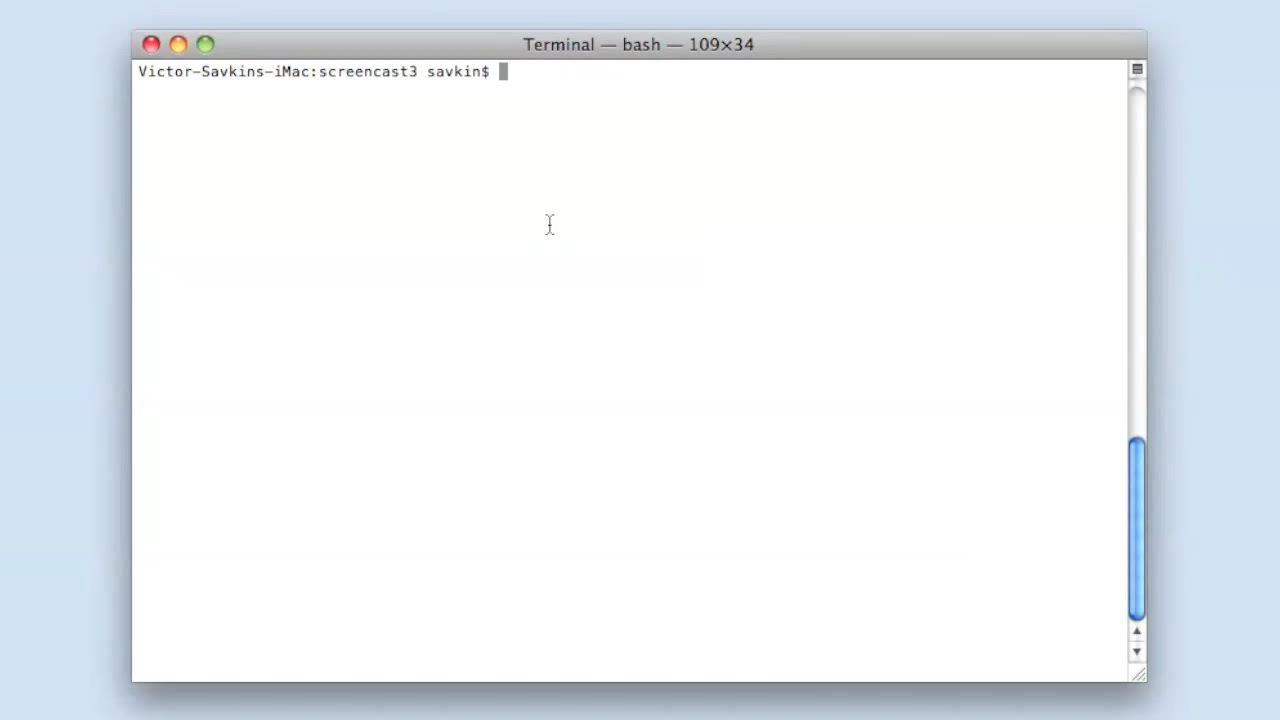 Terminal — bash — 109×34
Victor-Savkins-iMac:screencast3 savkin$